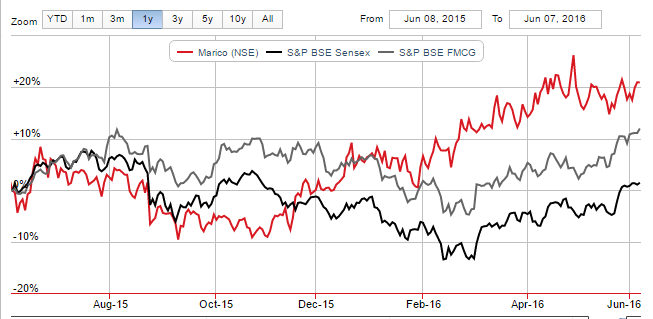 Zoom YTD 1m 3m 1y 3y 5y 10y All From Jun 08, 2015 To Jun 07, 2016
Marico (NSE) S&P BSE Sensex S&P BSE FMCG
+20%
+10%
0%
-10%
-20%
Aug-15 Oct-15 Dec-15 Feb-16 Apr-16 Jun-16